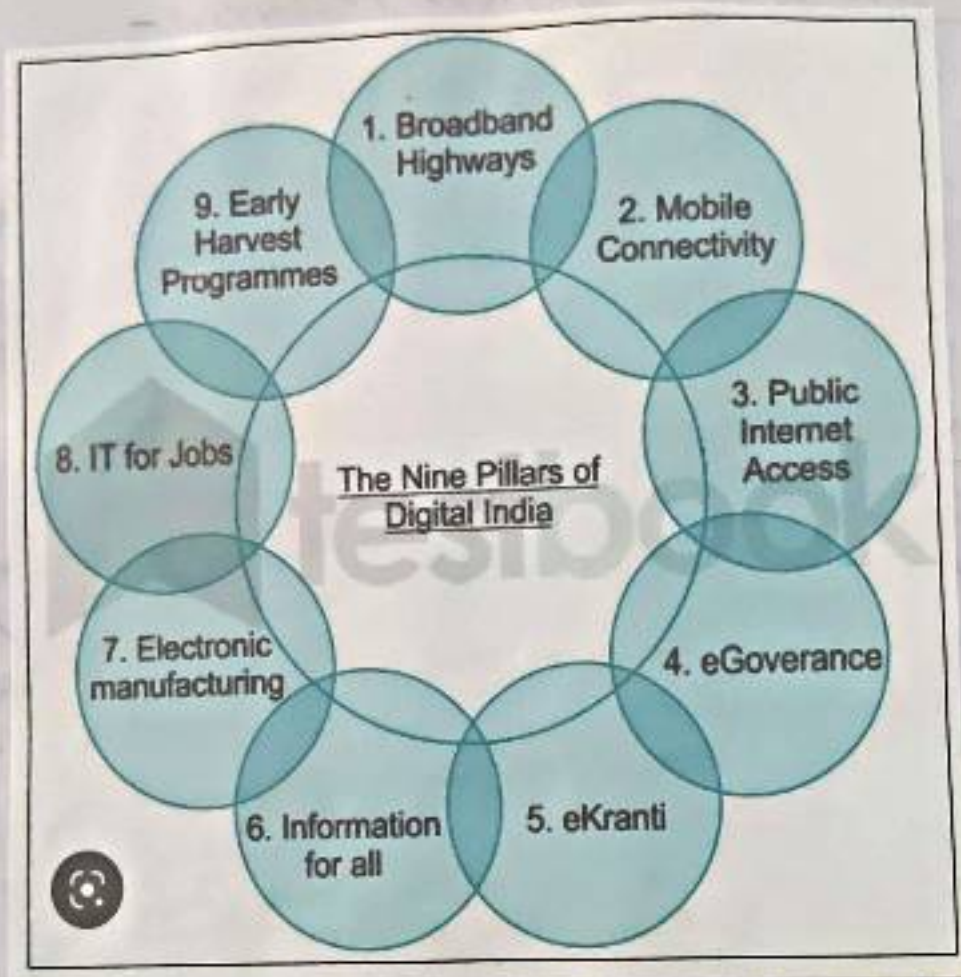 1. Broadband
Highways
2. Mobile
Connectivity
3. Public
Internet
Access
4. eGoverance
5. eKranti
6. Information
for all
7. Electronic
manufacturing
8. IT for Jobs
9. Early
Harvest
Programmes
The Nine Pillars of
Digital India
testbook